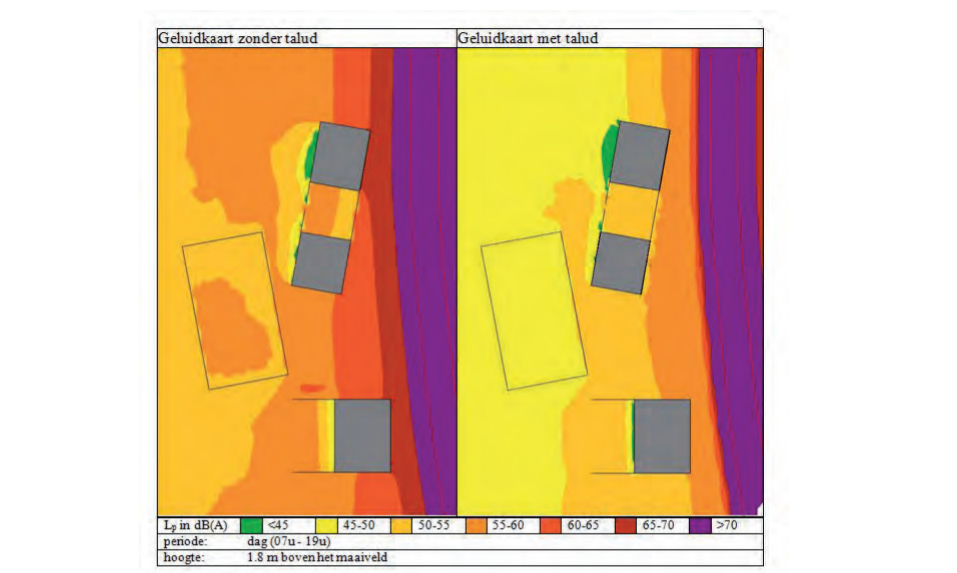 Geluidkaart zonder talud Geluidkaart met talud
Lp in dB(A) <45 45-50 50-55 55-60 60-65 65-70 >70
periode: dag (07u - 19u)
hoogte: 1.8 m boven het maaiveld